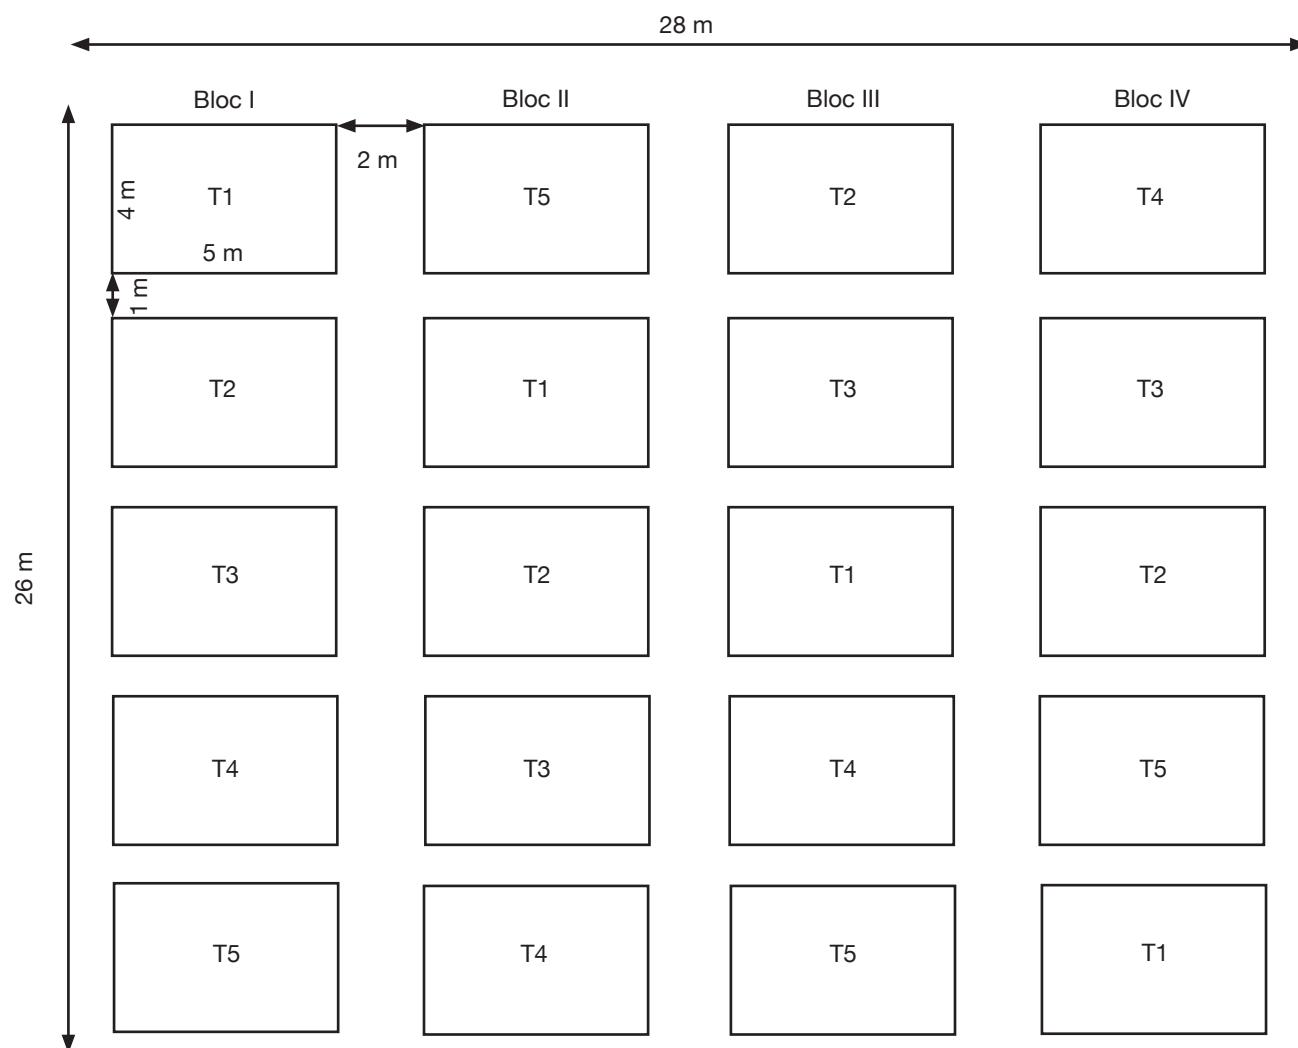 28 m
Bloc I Bloc II Bloc III Bloc IV
2 m
4 m
T1 T5 T2 T4
5 m
1 m
T2 T1 T3 T3
26 m
T3 T2 T1 T2
T4 T3 T4 T5
T5 T4 T5 T1